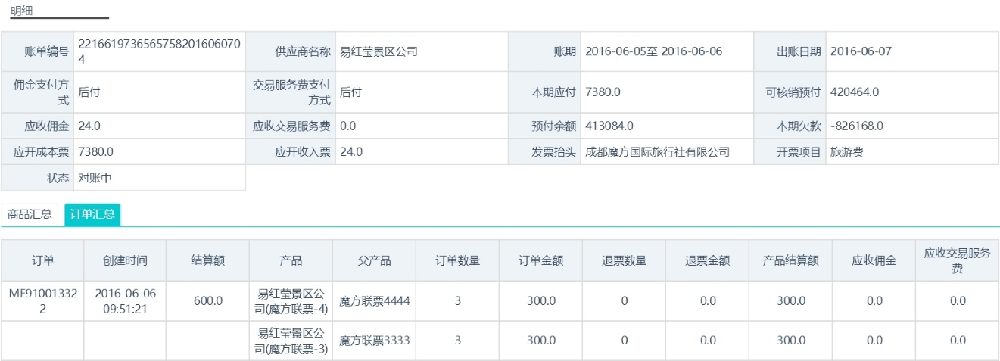 明细
账单编号 221661973656575820160607​0
4
供应商名称 易红莹景区公司
账期 2016-06-05至 2016-06-06
出账日期 2016-06-07
佣金支付方
式 后付
交易服务费支付
方式 后付
本期应付 7380.0
可核销预付 420464.0
应收佣金 24.0
应收交易服务费 0.0
预付余额 413084.0
本期欠款 -826168.0
应开成本票 7380.0
应开收入票 24.0
发票抬头 成都魔方国际旅行社有限公司
开票项目 旅游费
状态 对账中
商品汇总 订单汇总
订单 创建时间 结算额 产品 父产品 订单数量 订单金额 退票数量 退票金额 产品结算额 应收佣金 应收交易服务
费
MF91001332
2
2016-06-06
09:51:21
600.0
易红莹景区公
司(魔方联票-4)
魔方联票4444 3 300.0 0 0.0 300.0 0.0 0.0
易红莹景区公
司(魔方联票-3)
魔方联票3333 3 300.0 0 0.0 300.0 0.0 0.0